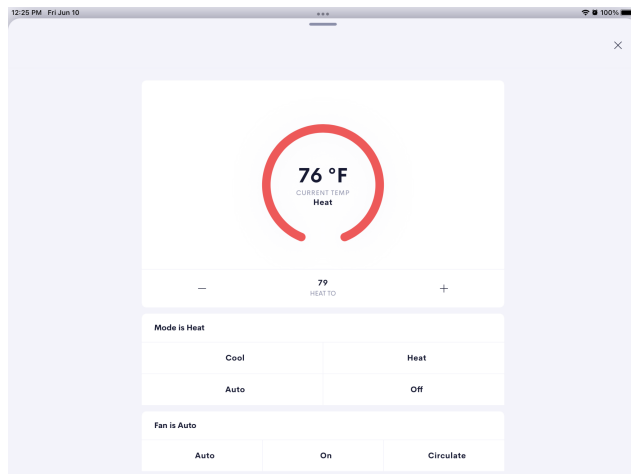 12:25 PM Fri Jun 10
100%
76 °F
CURRENT TEMP
Heat
79
HEAT TO
Mode is Heat
Cool Heat
Auto Off
Fan is Auto
Auto On Circulate